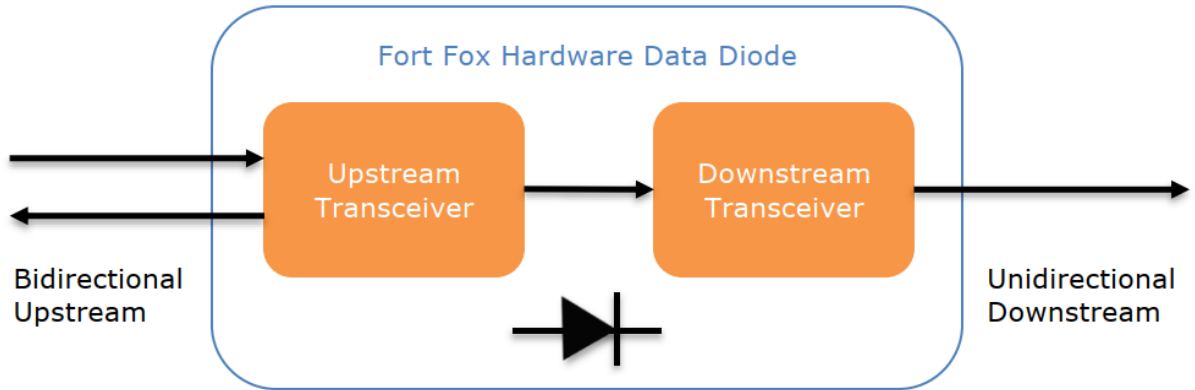 Fort Fox Hardware Data Diode
Upstream
Transceiver
Downstream
Transceiver
Bidirectional
Upstream
Unidirectional
Downstream